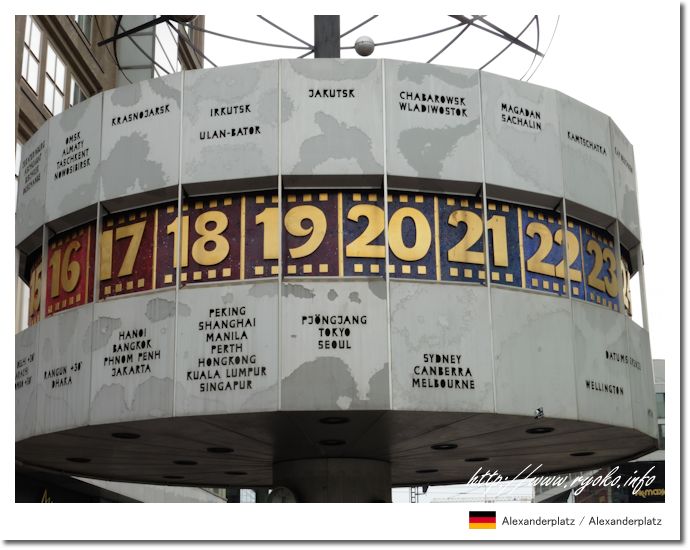 KRASNOJARSK
IRKUTSK
ULAN-BATOR
JAKUTSK
CHABAROWSK
WLADIWOSTOK
MAGADAN
SACHALIN
KAMTSCHATKA
OMSK
ALMATY
TASCHKENT
NOWOSIBIRSK
16 17 18 19 20 21 22 23
RANGUN +30'
DHAKA
HANOI
BANGKOK
PHNOM PENH
JAKARTA
PEKING
SHANGHAI
MANILA
PERTH
HONGKONG
KUALA LUMPUR
SINGAPUR
PJÖNGJANG
TOKYO
SEOUL
SYDNEY
CANBERRA
MELBOURNE
WELLINGTON
http://www.ryoko.info
Alexanderplatz / Alexanderplatz